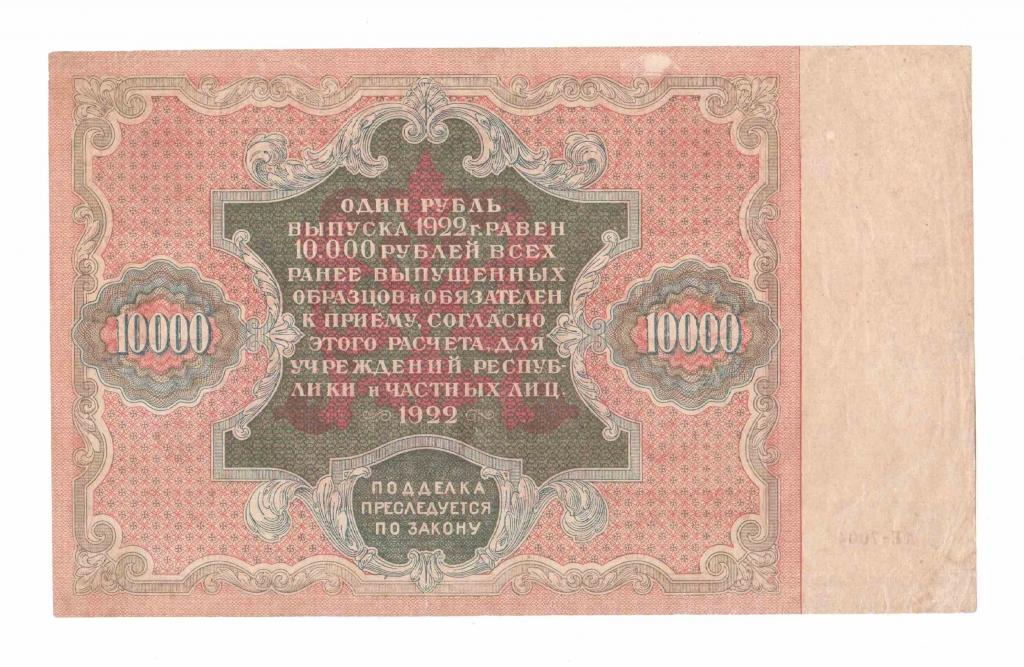 ОДИН РУБЛЬ
ВЫПУСКА 1922 г. РАВЕН
10.000 РУБЛЕЙ ВСЕХ
РАНЕЕ ВЫПУЩЕННЫХ
ОБРАЗЦОВ и ОБЯЗАТЕЛЕН
К ПРИЕМУ, СОГЛАСНО
ЭТОГО РАСЧЕТА, ДЛЯ
УЧРЕЖДЕНИЙ РЕСПУБ-
ЛИКИ и ЧАСТНЫХ ЛИЦ.
1922
10000
10000
ПОДДЕЛКА
ПРЕСЛЕДУЕТСЯ
ПО ЗАКОНУ